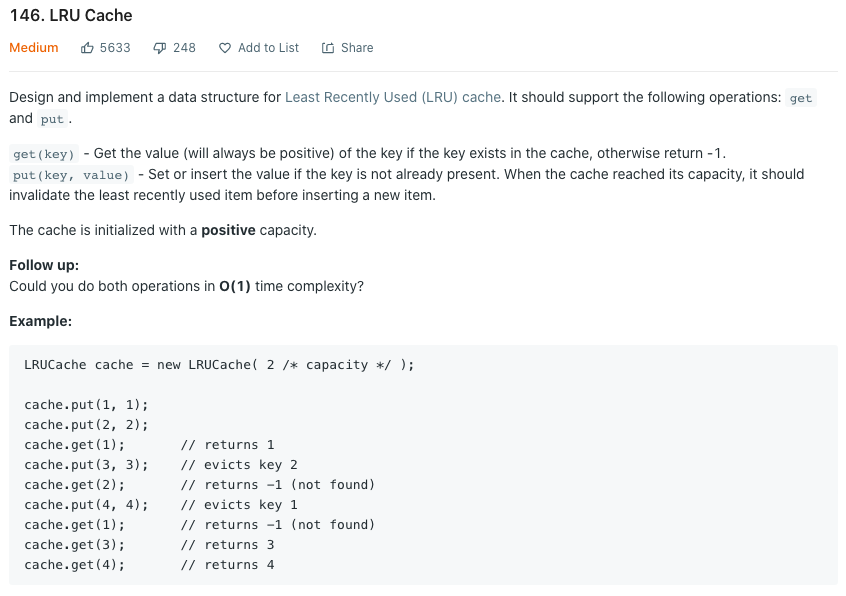 146. LRU Cache
Medium 5633 248 Add to List Share
Design and implement a data structure for Least Recently Used (LRU) cache. It should support the following operations: get
and put.
get(key) - Get the value (will always be positive) of the key if the key exists in the cache, otherwise return -1.
put(key, value) - Set or insert the value if the key is not already present. When the cache reached its capacity, it should
invalidate the least recently used item before inserting a new item.
The cache is initialized with a positive capacity.
Follow up:
Could you do both operations in O(1) time complexity?
Example:
LRUCache cache = new LRUCache( 2 /* capacity */ );
cache.put(1, 1);
cache.put(2, 2);
cache.get(1);       // returns 1
cache.put(3, 3);    // evicts key 2
cache.get(2);       // returns -1 (not found)
cache.put(4, 4);    // evicts key 1
cache.get(1);       // returns -1 (not found)
cache.get(3);       // returns 3
cache.get(4);       // returns 4